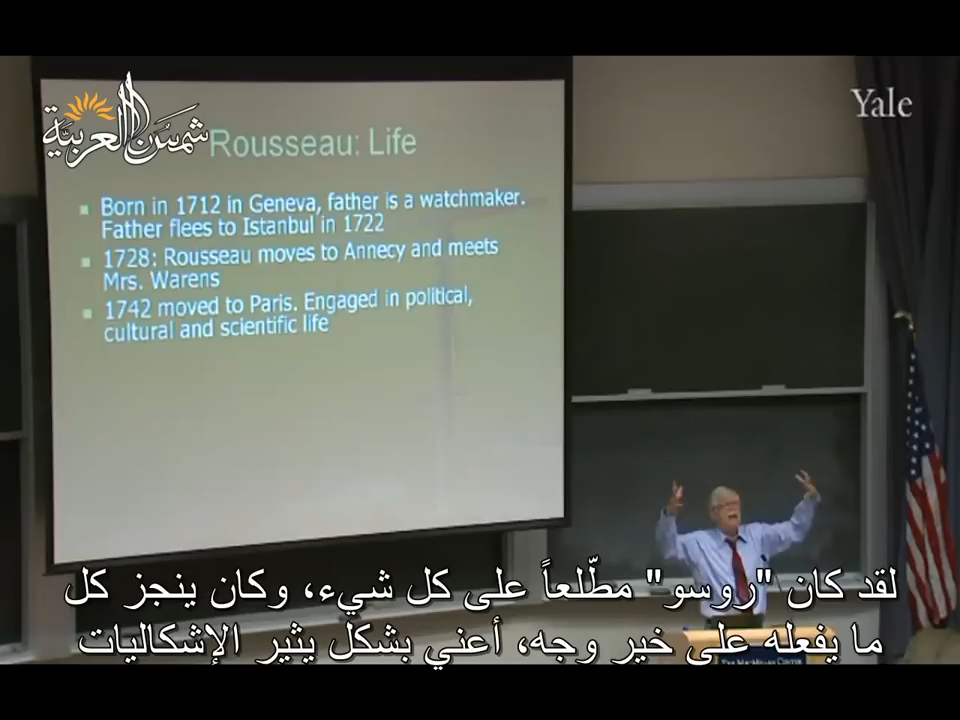 شمس العربية
Yale
Rousseau: Life
Born in 1712 in Geneva, father is a watchmaker.
Father flees to Istanbul in 1722
1728: Rousseau moves to Annecy and meets
Mrs. Warens
1742 moved to Paris. Engaged in political,
cultural and scientific life
لقد كان "روسو" مطّلعاً على كل شيء، وكان ينجز كل
ما يفعله على خير وجه، أعني بشكل يثير الإشكاليات
THE MACMILLAN CENTER